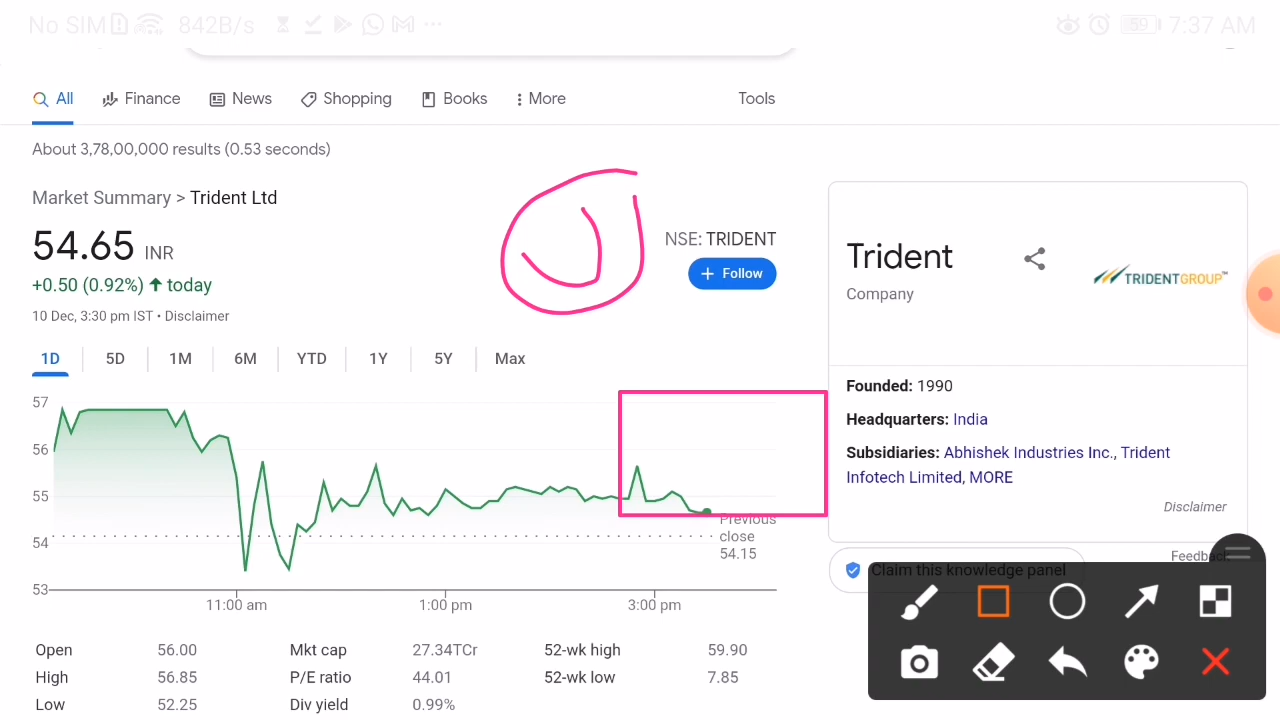 No SIM 842B/s 59 7:37 AM
All Finance News Shopping Books More Tools
About 3,78,00,000 results (0.53 seconds)
Market Summary > Trident Ltd
54.65 INR
NSE: TRIDENT
+0.50 (0.92%) today
Follow
10 Dec, 3:30 pm IST • Disclaimer
1D 5D 1M 6M YTD 1Y 5Y Max
57
56
55
54
53
Previous
close
54.15
11:00 am 1:00 pm 3:00 pm
Open 56.00 Mkt cap 27.34TCr 52-wk high 59.90
High 56.85 P/E ratio 44.01 52-wk low 7.85
Low 52.25 Div yield 0.99%
Trident
Company
TRIDENTGROUP™
Founded: 1990
Headquarters: India
Subsidiaries: Abhishek Industries Inc., Trident
Infotech Limited, MORE
Disclaimer
Feedback
Claim this knowledge panel